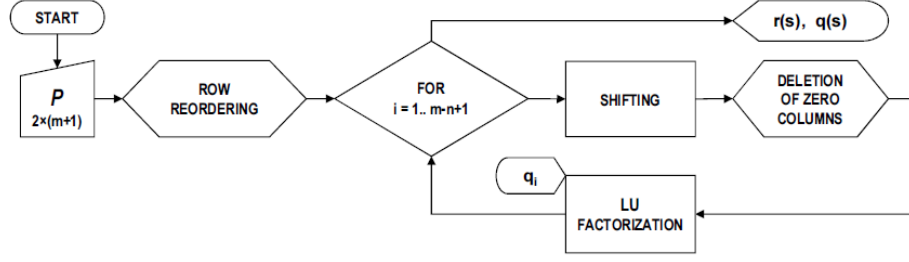 START
P
2×(m+1)
ROW
REORDERING
FOR
i = 1.. m-n+1
r(s), q(s)
SHIFTING
DELETION
OF ZERO
COLUMNS
qi
LU
FACTORIZATION